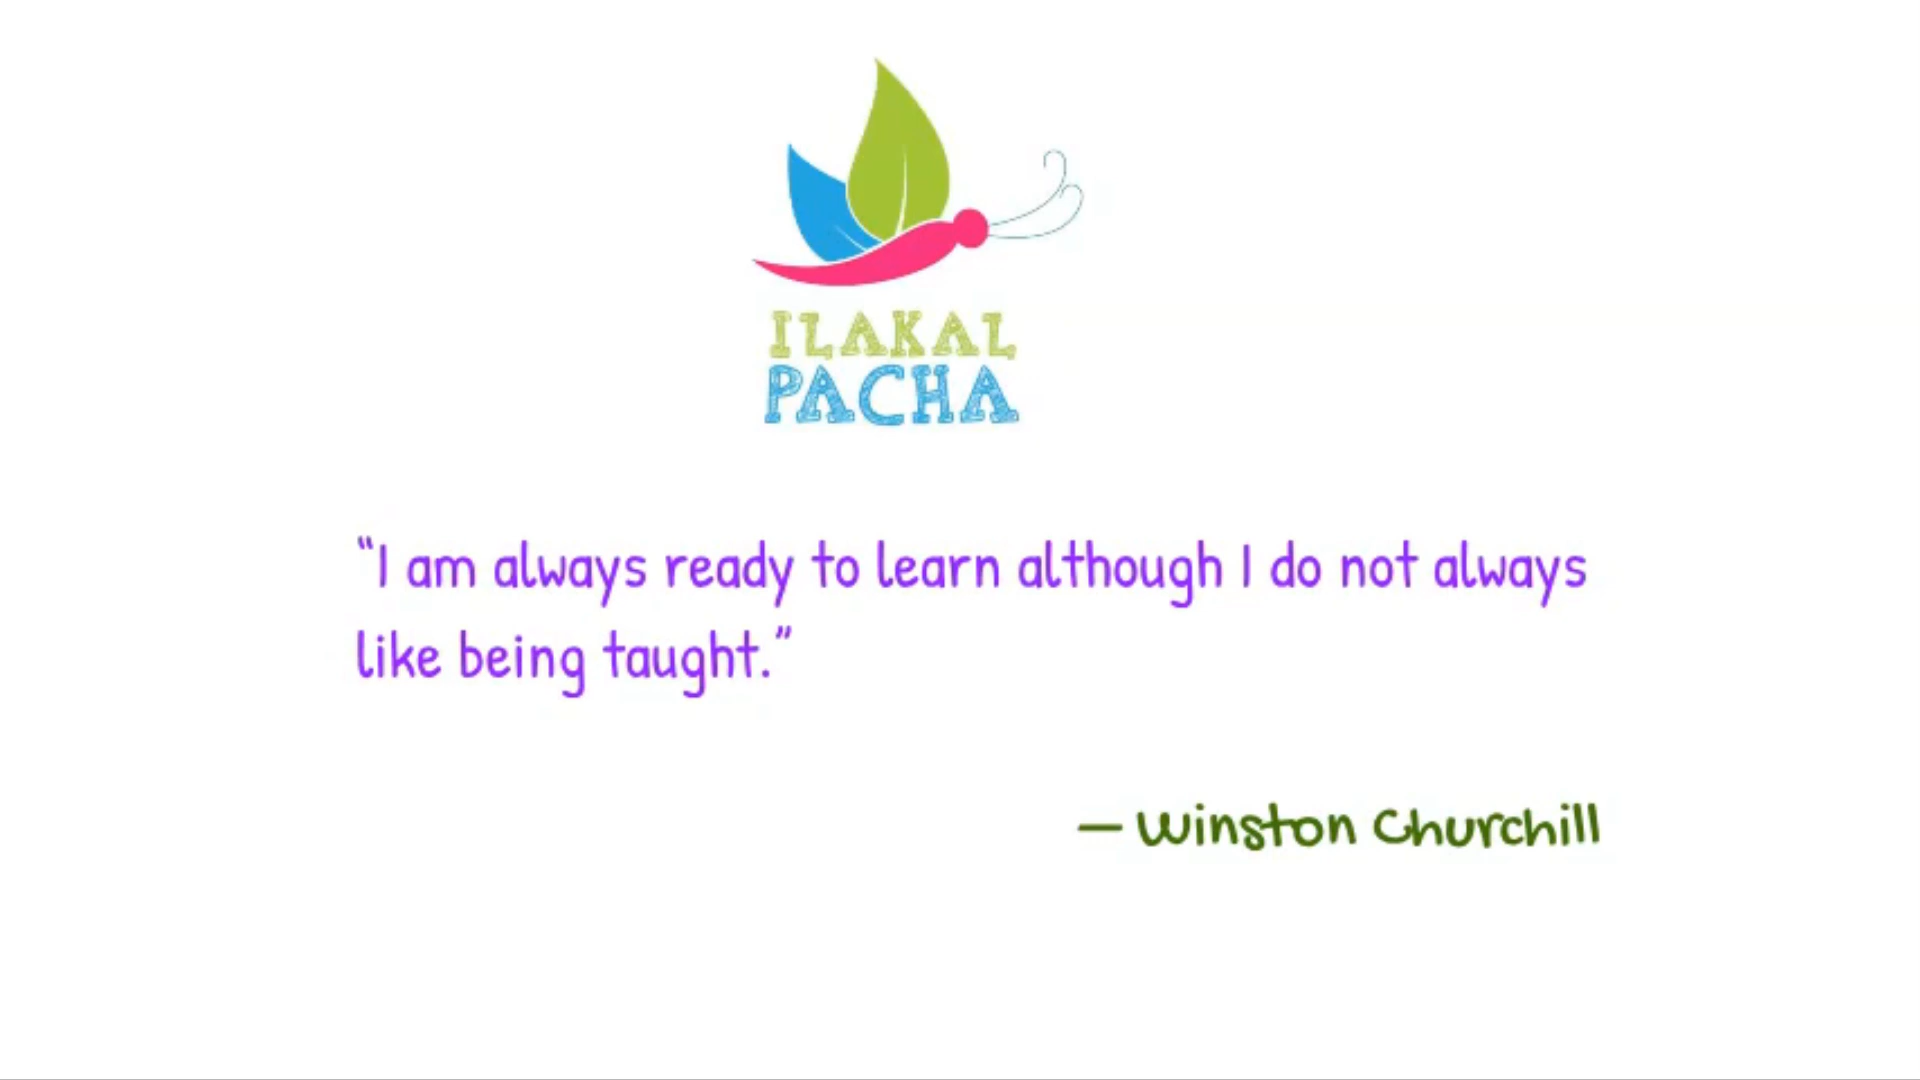 ILAKAL
PACHA
“I am always ready to learn although I do not always
like being taught.”
— Winston Churchill